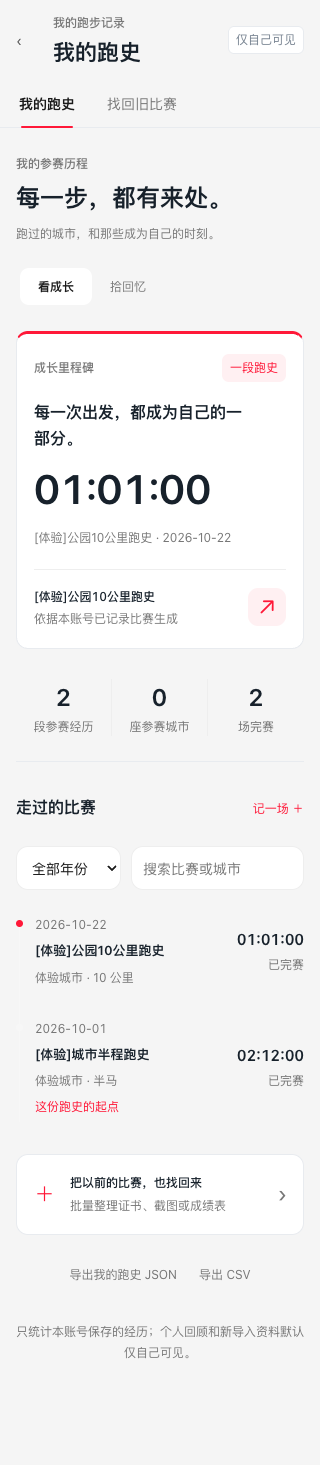 我的跑步记录
‹
我的跑史
仅自己可见
我的跑史
找回旧比赛
我的参赛历程
每一步，都有来处。
跑过的城市，和那些成为自己的时刻。
看成长
拾回忆
成长里程碑
一段跑史
每一次出发，都成为自己的一
部分。
01:01:00
[体验]公园10公里跑史 · 2026-10-22
[体验]公园10公里跑史
依据本账号已记录比赛生成
2
0
2
段参赛经历
座参赛城市
场完赛
走过的比赛
记一场 ＋
全部年份
搜索比赛或城市
2026-10-22
[体验]公园10公里跑史
体验城市 · 10 公里
01:01:00
已完赛
2026-10-01
[体验]城市半程跑史
体验城市 · 半马
这份跑史的起点
02:12:00
已完赛
＋
把以前的比赛，也找回来
批量整理证书、截图或成绩表
›
导出我的跑史 JSON
导出 CSV
只统计本账号保存的经历；个人回顾和新导入资料默认
仅自己可见。